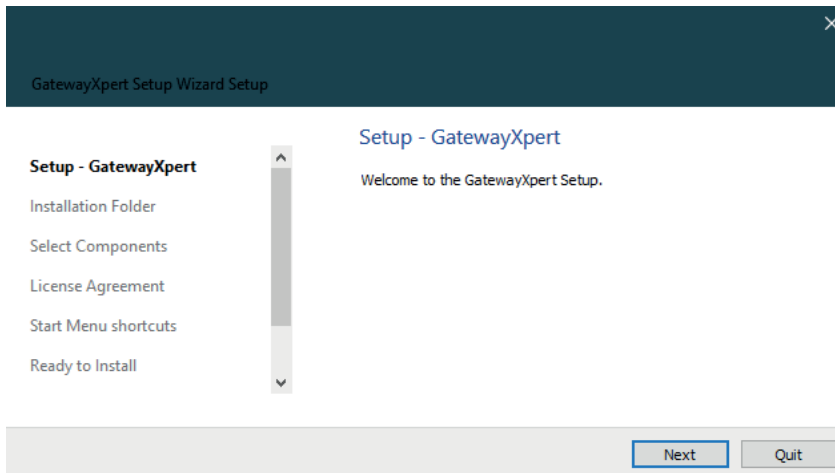 GatewayXpert Setup Wizard Setup
Setup - GatewayXpert
Installation Folder
Select Components
License Agreement
Start Menu shortcuts
Ready to Install
Setup - GatewayXpert
Welcome to the GatewayXpert Setup.
Next
Quit